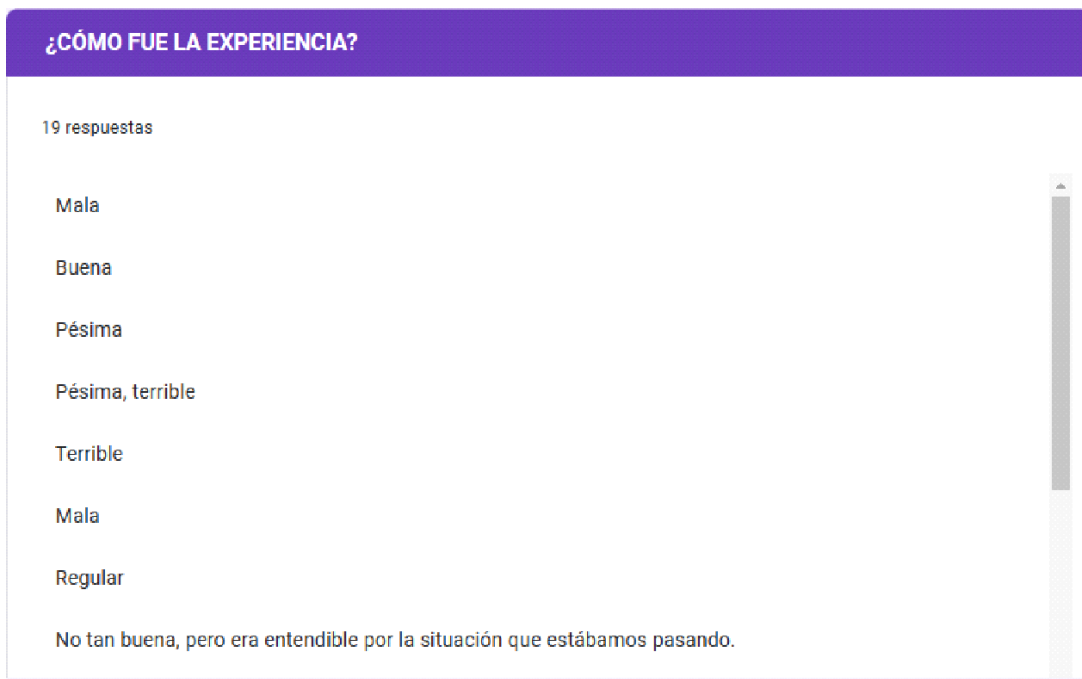 ¿CÓMO FUE LA EXPERIENCIA?
19 respuestas
Mala
Buena
Pésima
Pésima, terrible
Terrible
Mala
Regular
No tan buena, pero era entendible por la situación que estábamos pasando.